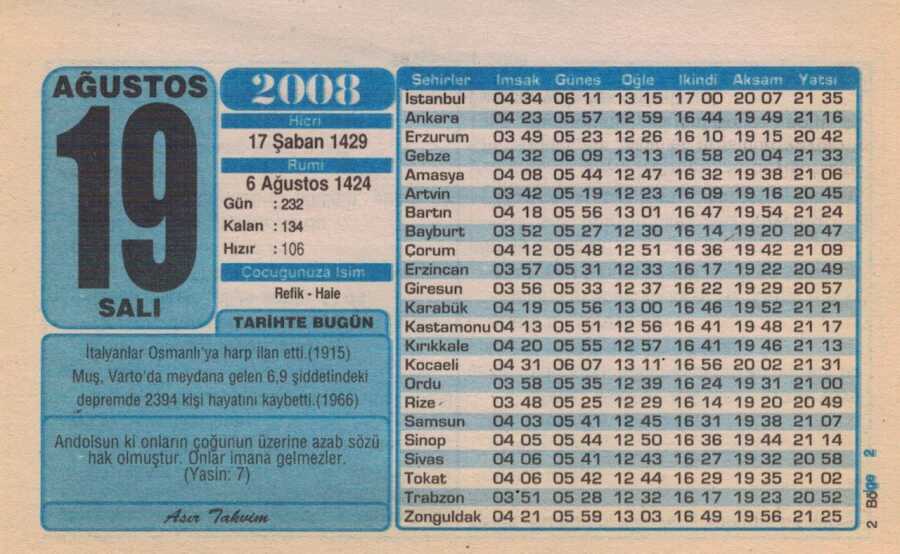 AĞUSTOS
19
SALI
2008
Hicri
17 Şaban 1429
Rumi
6 Ağustos 1424
Gün : 232
Kalan : 134
Hızır : 106
Çocuğunuza İsim
Refik - Hale
TARİHTE BUGÜN
İtalyanlar Osmanlı'ya harp ilan etti.(1915)
Muş, Varto'da meydana gelen 6,9 şiddetindeki
depremde 2394 kişi hayatını kaybetti.(1966)
Andolsun ki onların çoğunun üzerine azab sözü
hak olmuştur. Onlar imana gelmezler.
(Yasin: 7)
Asır Takvim
Şehirler İmsak Güneş Öğle İkindi Akşam Yatsı
İstanbul 04 34 06 11 13 15 17 00 20 07 21 35
Ankara 04 23 05 57 12 59 16 44 19 49 21 16
Erzurum 03 49 05 23 12 26 16 10 19 15 20 42
Gebze 04 32 06 09 13 13 16 58 20 04 21 33
Amasya 04 08 05 44 12 47 16 32 19 38 21 06
Artvin 03 42 05 19 12 23 16 09 19 16 20 45
Bartın 04 18 05 56 13 01 16 47 19 54 21 24
Bayburt 03 52 05 27 12 30 16 14 19 20 20 47
Çorum 04 12 05 48 12 51 16 36 19 42 21 09
Erzincan 03 57 05 31 12 33 16 17 19 22 20 49
Giresun 03 56 05 33 12 37 16 22 19 29 20 57
Karabük 04 19 05 56 13 00 16 46 19 52 21 21
Kastamonu 04 13 05 51 12 56 16 41 19 48 21 17
Kırıkkale 04 20 05 55 12 57 16 41 19 46 21 13
Kocaeli 04 31 06 07 13 11 16 56 20 02 21 31
Ordu 03 58 05 35 12 39 16 24 19 31 21 00
Rize 03 48 05 25 12 29 16 14 19 20 20 49
Samsun 04 03 05 41 12 45 16 31 19 38 21 07
Sinop 04 05 05 44 12 50 16 36 19 44 21 14
Sivas 04 06 05 41 12 43 16 27 19 32 20 58
Tokat 04 06 05 42 12 44 16 29 19 35 21 02
Trabzon 03 51 05 28 12 32 16 17 19 23 20 52
Zonguldak 04 21 05 59 13 03 16 49 19 56 21 25
2 Bölge 2